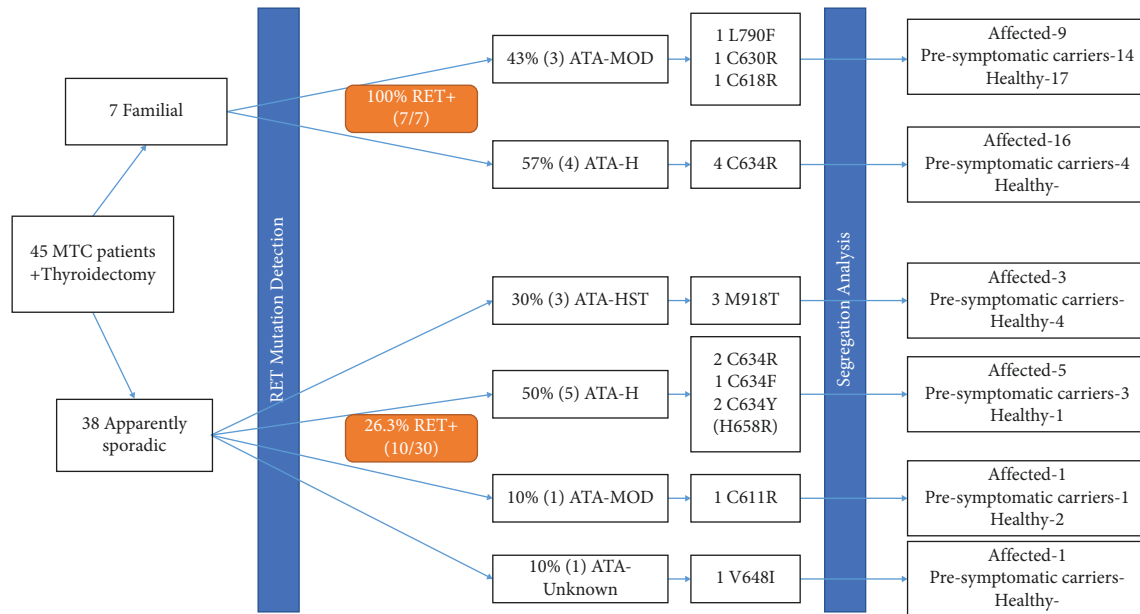 45 MTC patients
+Thyroidectomy
7 Familial
38 Apparently
sporadic
RET Mutation Detection
100% RET+
(7/7)
26.3% RET+
(10/30)
43% (3) ATA-MOD
57% (4) ATA-H
30% (3) ATA-HST
50% (5) ATA-H
10% (1) ATA-MOD
10% (1) ATA-
Unknown
1 L790F
1 C630R
1 C618R
4 C634R
3 M918T
2 C634R
1 C634F
2 C634Y
(H658R)
1 C611R
1 V648I
Segregation Analysis
Affected-9
Pre-symptomatic carriers-14
Healthy-17
Affected-16
Pre-symptomatic carriers-4
Healthy-
Affected-3
Pre-symptomatic carriers-
Healthy-4
Affected-5
Pre-symptomatic carriers-3
Healthy-1
Affected-1
Pre-symptomatic carriers-1
Healthy-2
Affected-1
Pre-symptomatic carriers-
Healthy-